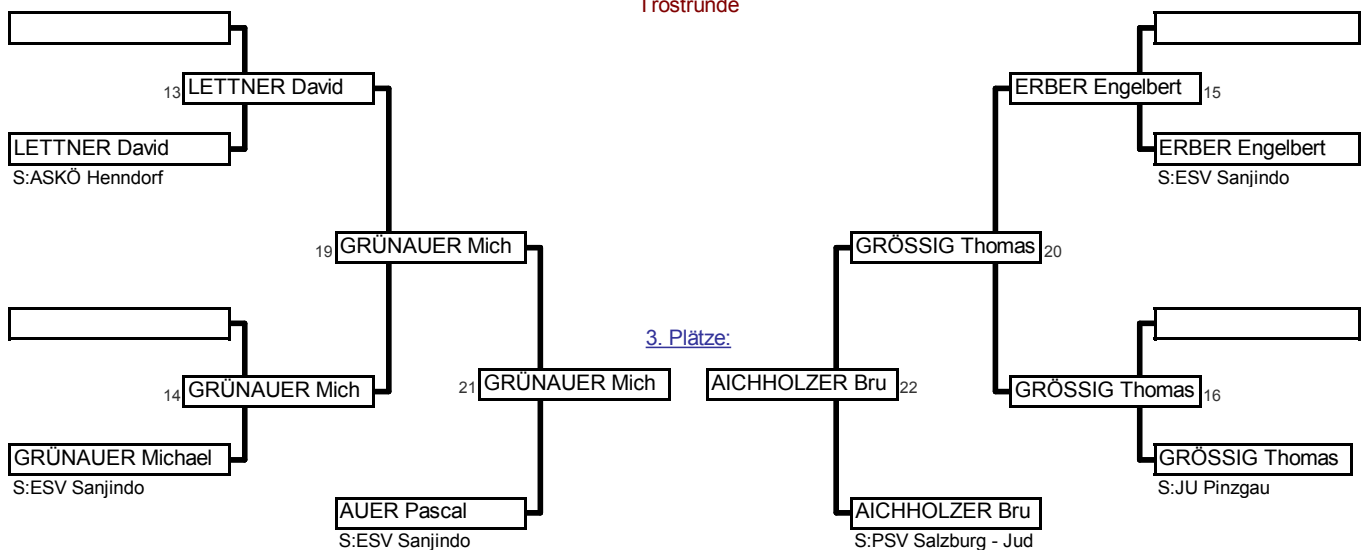 Trostrunde
13 LETTNER David
ERBER Engelbert 15
LETTNER David
S:ASKÖ Henndorf
ERBER Engelbert
S:ESV Sanjindo
19 GRÜNAUER Mich
GRÖSSIG Thomas 20
3. Plätze:
14 GRÜNAUER Mich
21 GRÜNAUER Mich
AICHHOLZER Bru 22
GRÖSSIG Thomas 16
GRÜNAUER Michael
S:ESV Sanjindo
GRÖSSIG Thomas
S:JU Pinzgau
AUER Pascal
S:ESV Sanjindo
AICHHOLZER Bru
S:PSV Salzburg - Jud